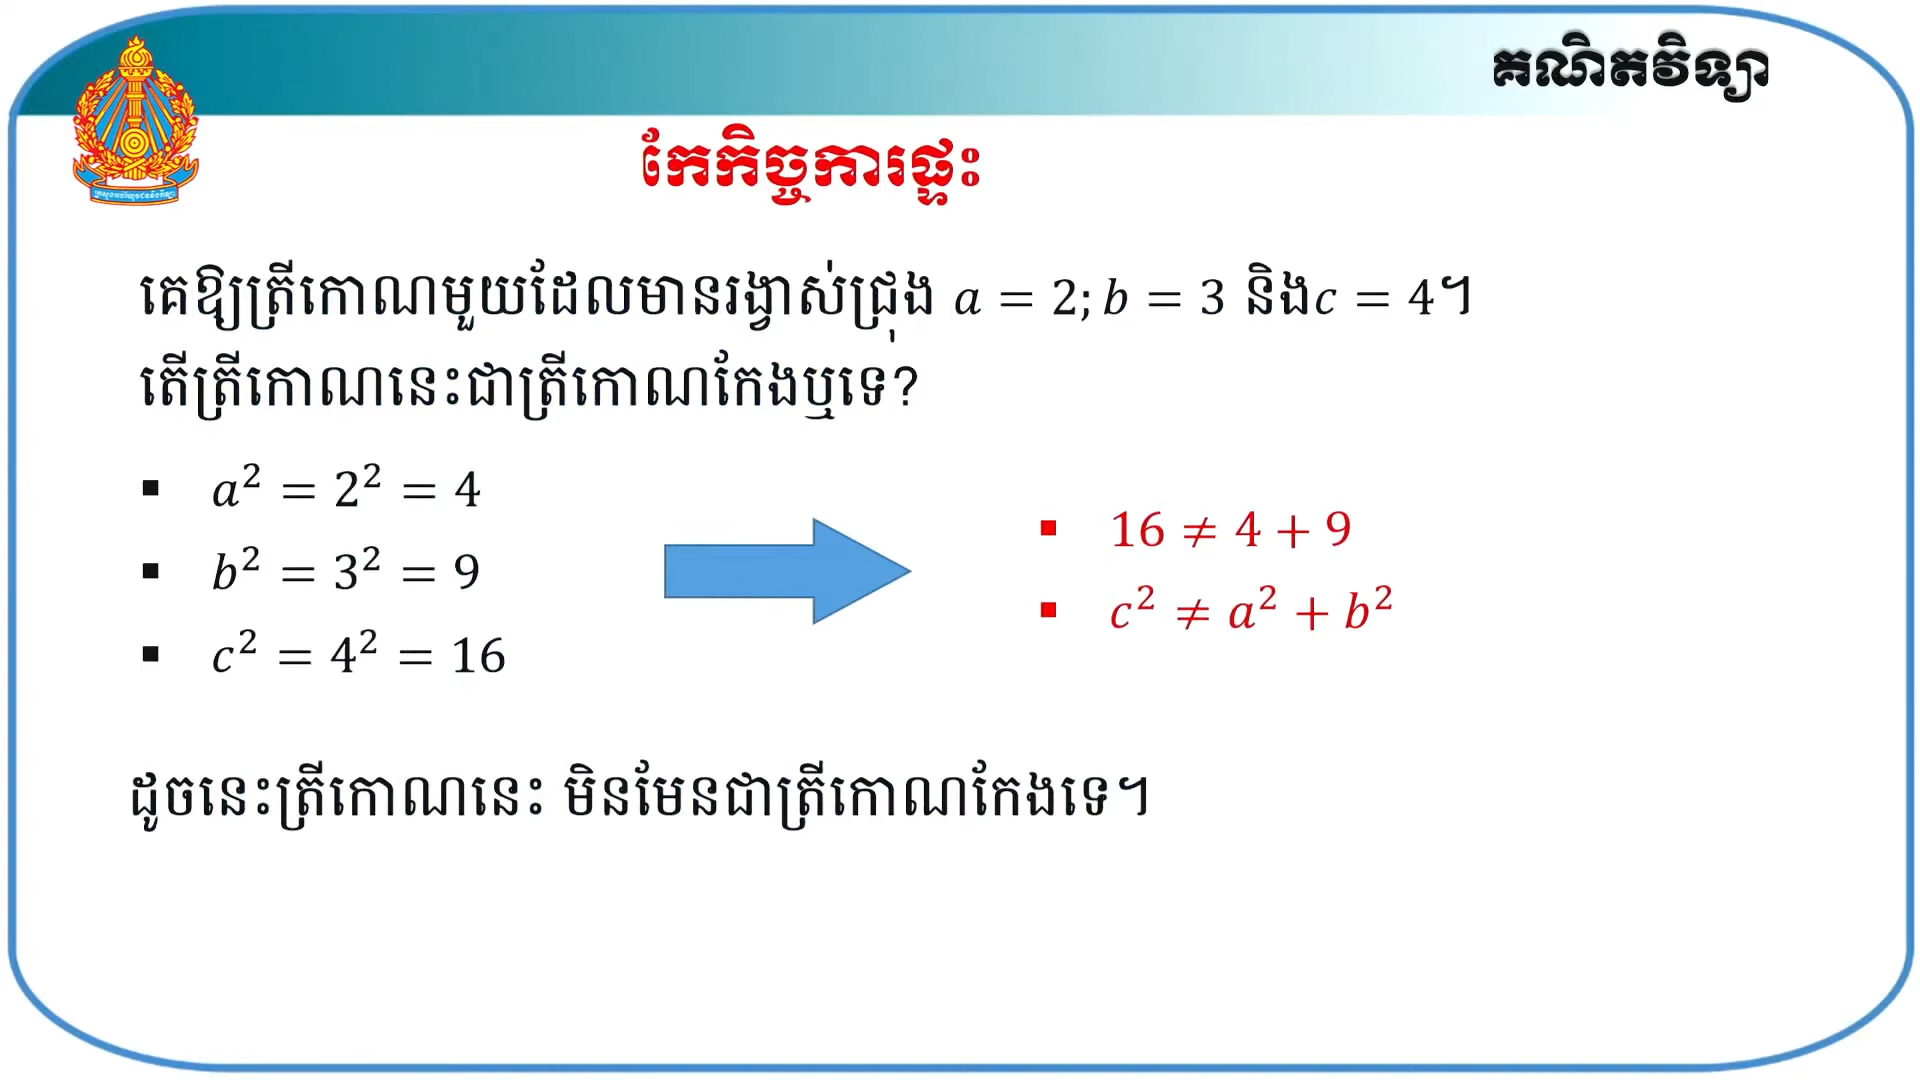 គណិតវិទ្យា
កែកិច្ចការផ្ទះ
គេឱ្យត្រីកោណមួយដែលមានរង្វាស់ជ្រុង a = 2; b = 3 និងc = 4។
តើត្រីកោណនេះជាត្រីកោណកែងឬទេ?
▪ a² = 2² = 4
▪ b² = 3² = 9
▪ c² = 4² = 16
▪ 16 ≠ 4 + 9
▪ c² ≠ a² + b²
ដូចនេះត្រីកោណនេះ មិនមែនជាត្រីកោណកែងទេ។